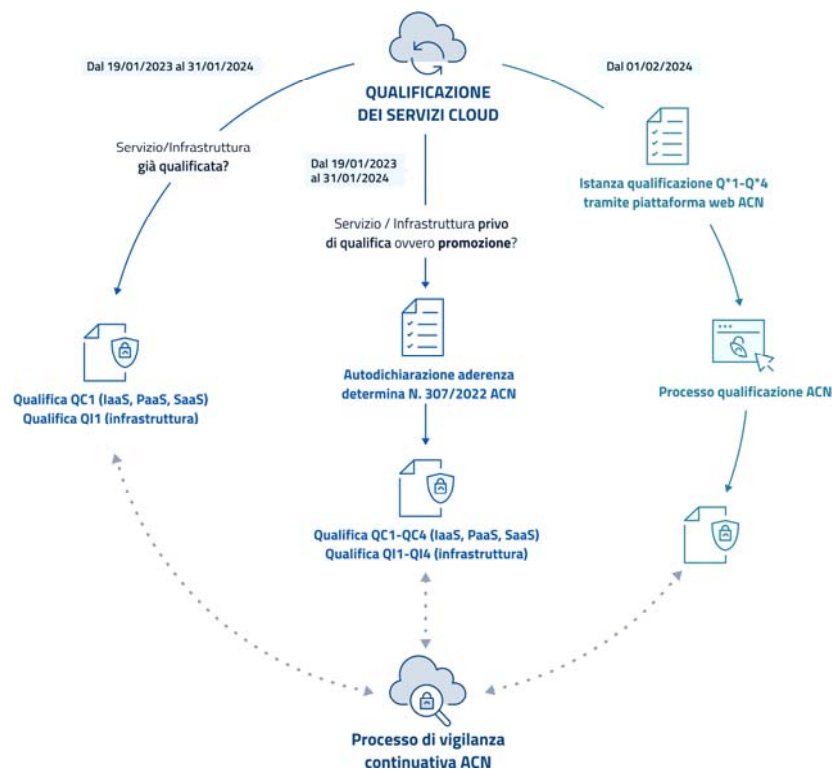 Dal 19/01/2023 al 31/01/2024
QUALIFICAZIONE
DEI SERVIZI CLOUD
Dal 01/02/2024
Servizio/Infrastruttura
già qualificata?
Dal 19/01/2023
al 31/01/2024
Servizio / Infrastruttura privo
di qualifica ovvero promozione?
Istanza qualificazione Q*1-Q*4
tramite piattaforma web ACN
Qualifica QC1 (IaaS, PaaS, SaaS)
Qualifica QI1 (infrastruttura)
Autodichiarazione aderenza
determina N. 307/2022 ACN
Processo qualificazione ACN
Qualifica QC1-QC4 (IaaS, PaaS, SaaS)
Qualifica QI1-QI4 (infrastruttura)
Processo di vigilanza
continuativa ACN